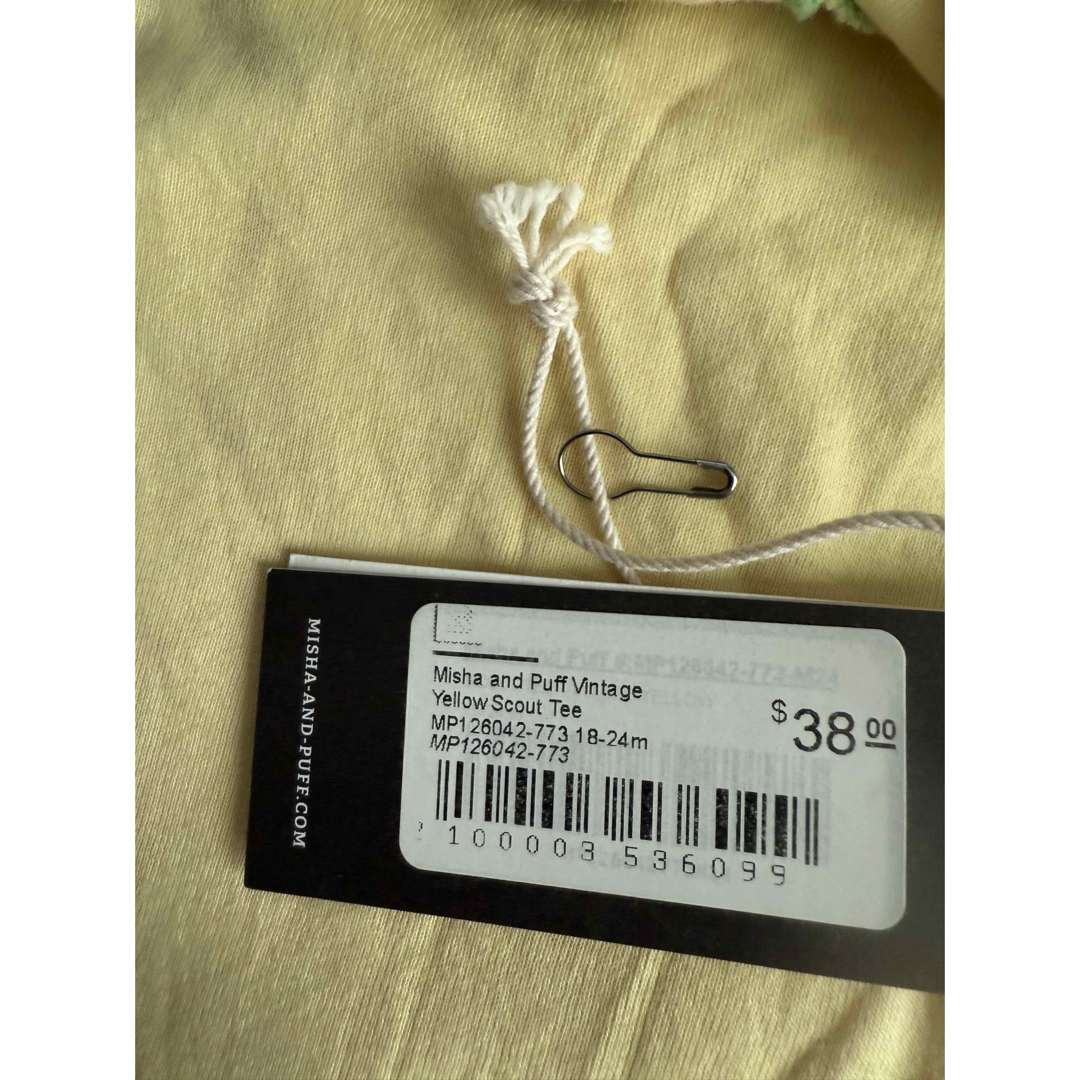 MISHA-AND-PUFF.COM
Misha and Puff Vintage
Yellow Scout Tee
MP126042-773 18-24m
MP126042-773
$38.00
100003 536099